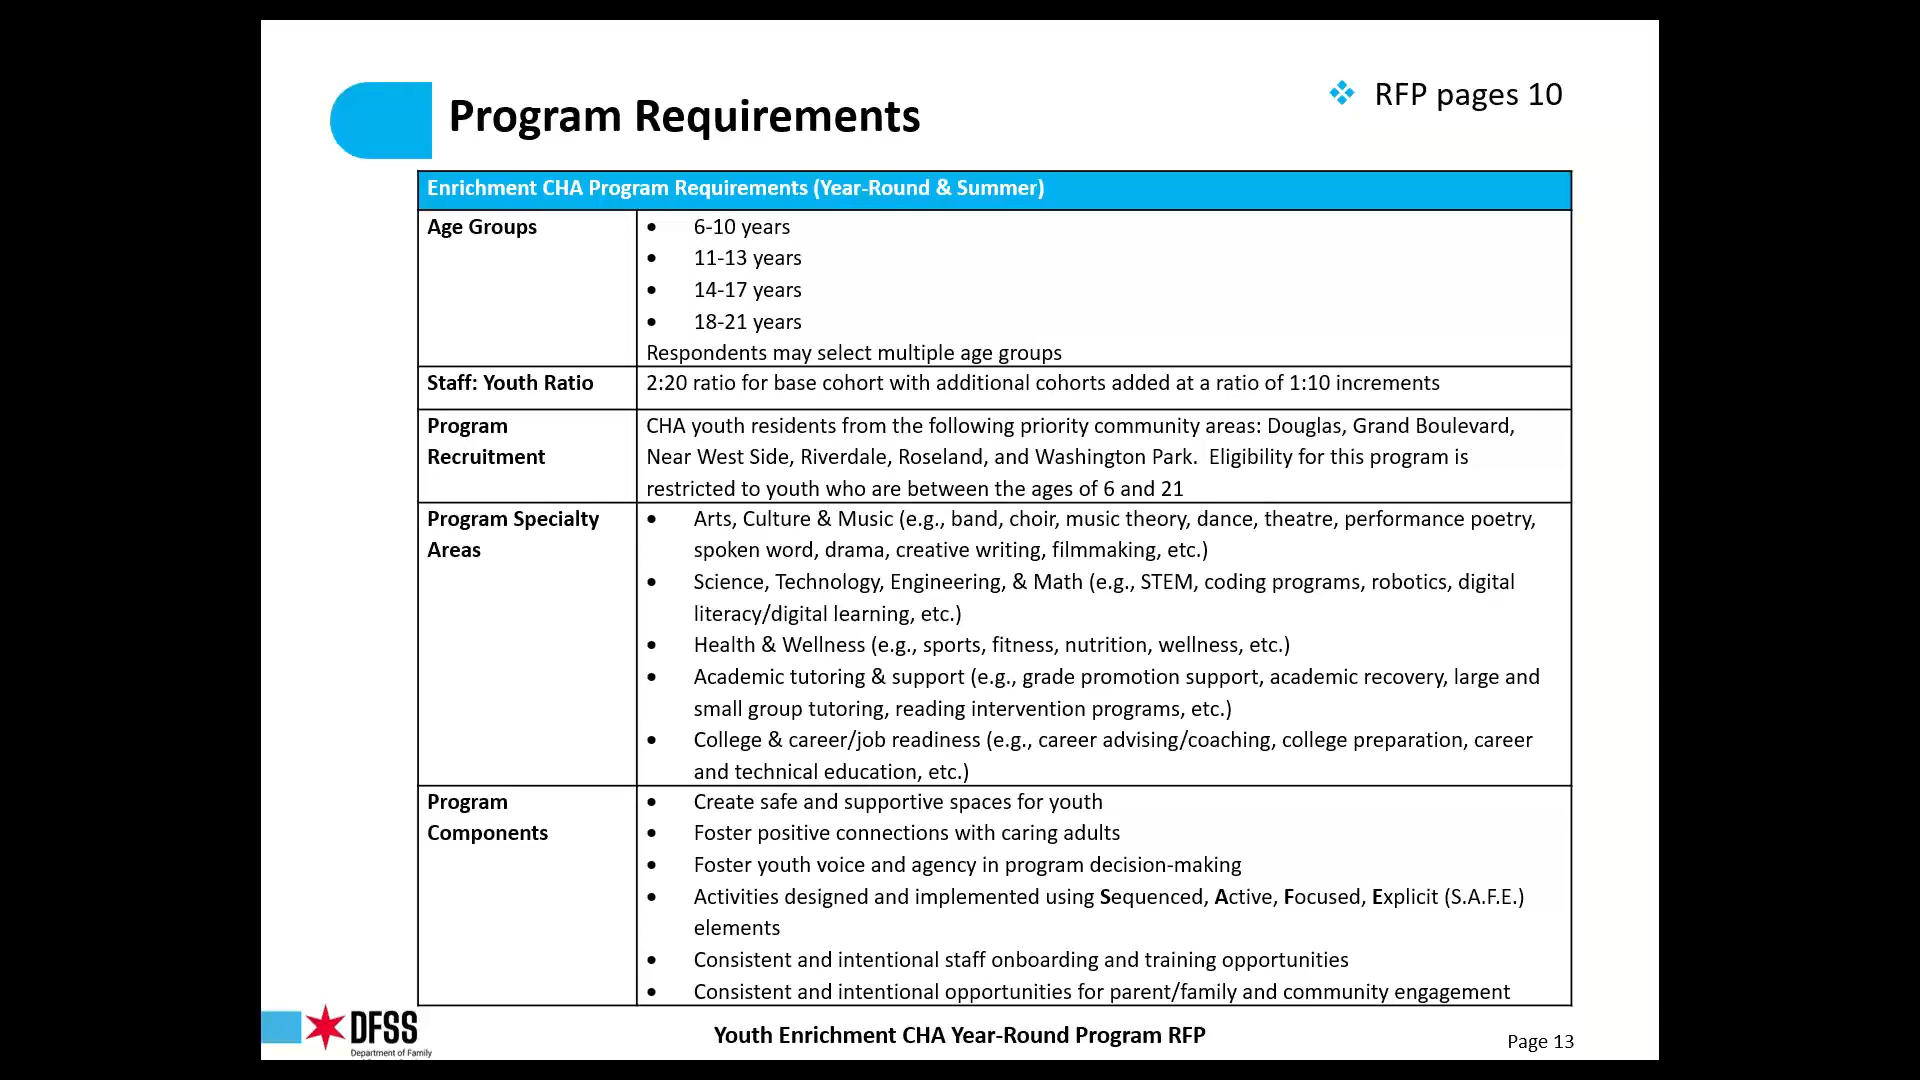 Program Requirements
RFP pages 10
Enrichment CHA Program Requirements (Year-Round & Summer)
Age Groups
• 6-10 years
• 11-13 years
• 14-17 years
• 18-21 years
Respondents may select multiple age groups
Staff: Youth Ratio
2:20 ratio for base cohort with additional cohorts added at a ratio of 1:10 increments
Program
Recruitment
CHA youth residents from the following priority community areas: Douglas, Grand Boulevard,
Near West Side, Riverdale, Roseland, and Washington Park.  Eligibility for this program is
restricted to youth who are between the ages of 6 and 21
Program Specialty
Areas
• Arts, Culture & Music (e.g., band, choir, music theory, dance, theatre, performance poetry,
spoken word, drama, creative writing, filmmaking, etc.)
• Science, Technology, Engineering, & Math (e.g., STEM, coding programs, robotics, digital
literacy/digital learning, etc.)
• Health & Wellness (e.g., sports, fitness, nutrition, wellness, etc.)
• Academic tutoring & support (e.g., grade promotion support, academic recovery, large and
small group tutoring, reading intervention programs, etc.)
• College & career/job readiness (e.g., career advising/coaching, college preparation, career
and technical education, etc.)
Program
Components
• Create safe and supportive spaces for youth
• Foster positive connections with caring adults
• Foster youth voice and agency in program decision-making
• Activities designed and implemented using Sequenced, Active, Focused, Explicit (S.A.F.E.)
elements
• Consistent and intentional staff onboarding and training opportunities
• Consistent and intentional opportunities for parent/family and community engagement
DFSS
Department of Family
Youth Enrichment CHA Year-Round Program RFP
Page 13